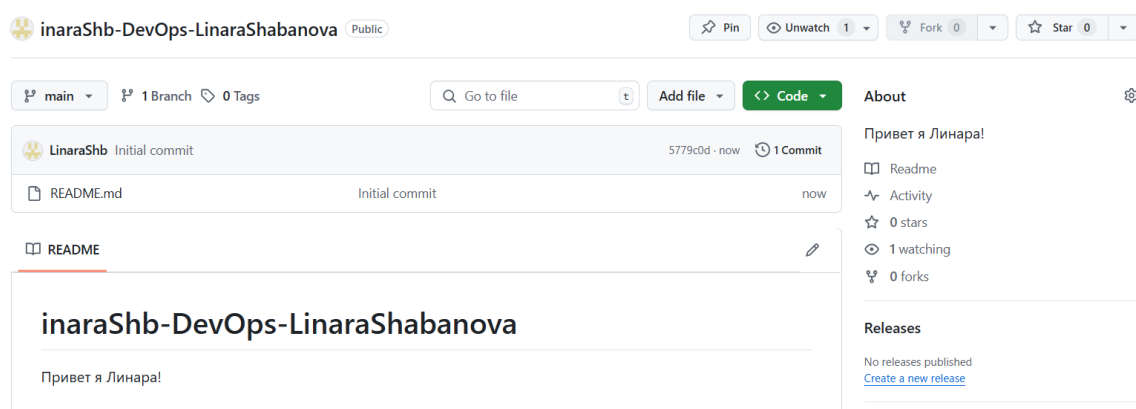 inaraShb-DevOps-LinaraShabanova Public Pin Unwatch 1 Fork 0 Star 0
main 1 Branch 0 Tags Go to file t Add file Code
LinaraShb Initial commit 5779c0d · now 1 Commit
README.md Initial commit now
README
inaraShb-DevOps-LinaraShabanova
Привет я Линара!
About
Привет я Линара!
Readme
Activity
0 stars
1 watching
0 forks
Releases
No releases published
Create a new release